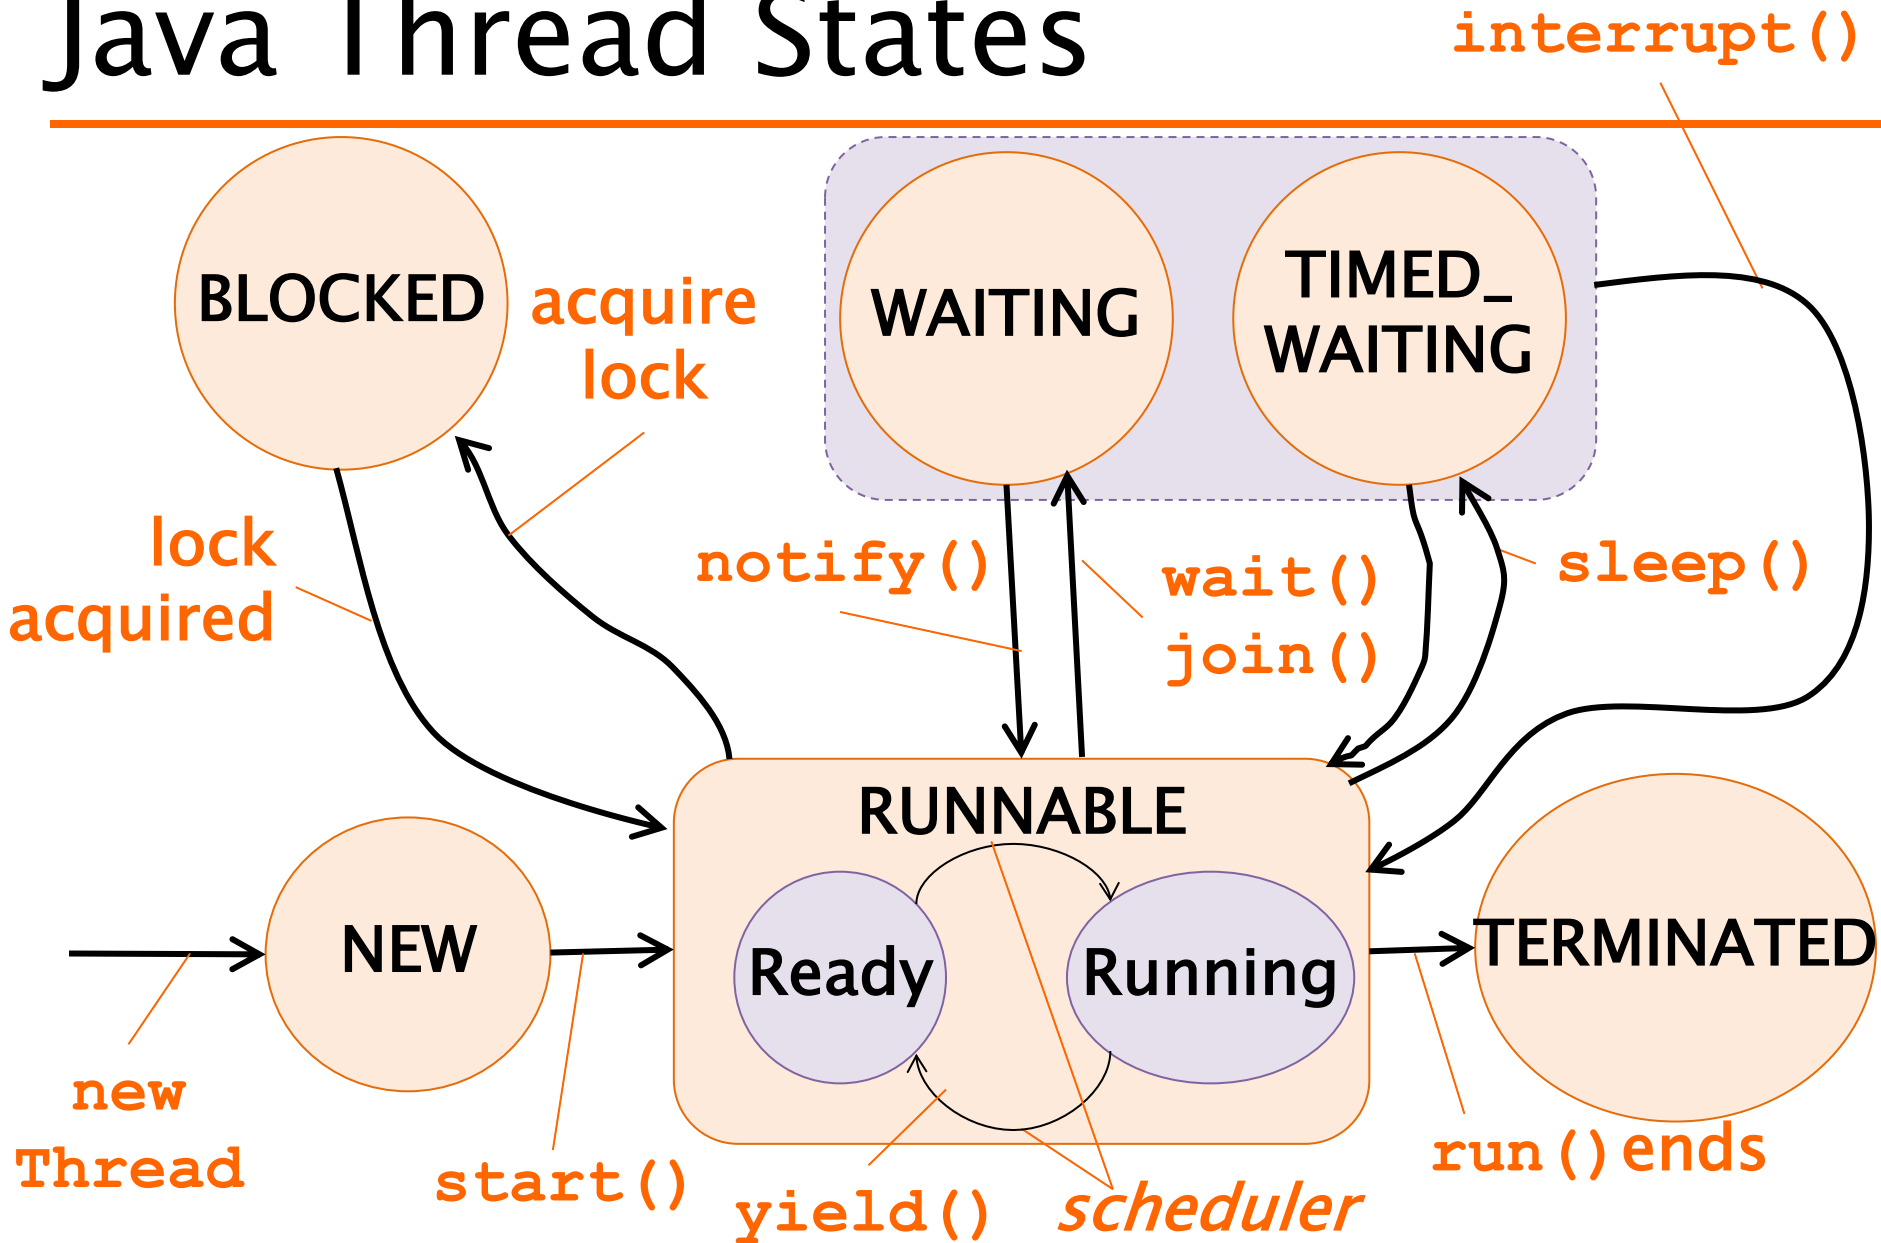 Java Thread States
interrupt()
BLOCKED
acquire
lock
WAITING
TIMED_
WAITING
lock
acquired
notify()
wait()
join()
sleep()
RUNNABLE
NEW
Ready
Running
TERMINATED
new
Thread
start()
yield()
scheduler
run()ends